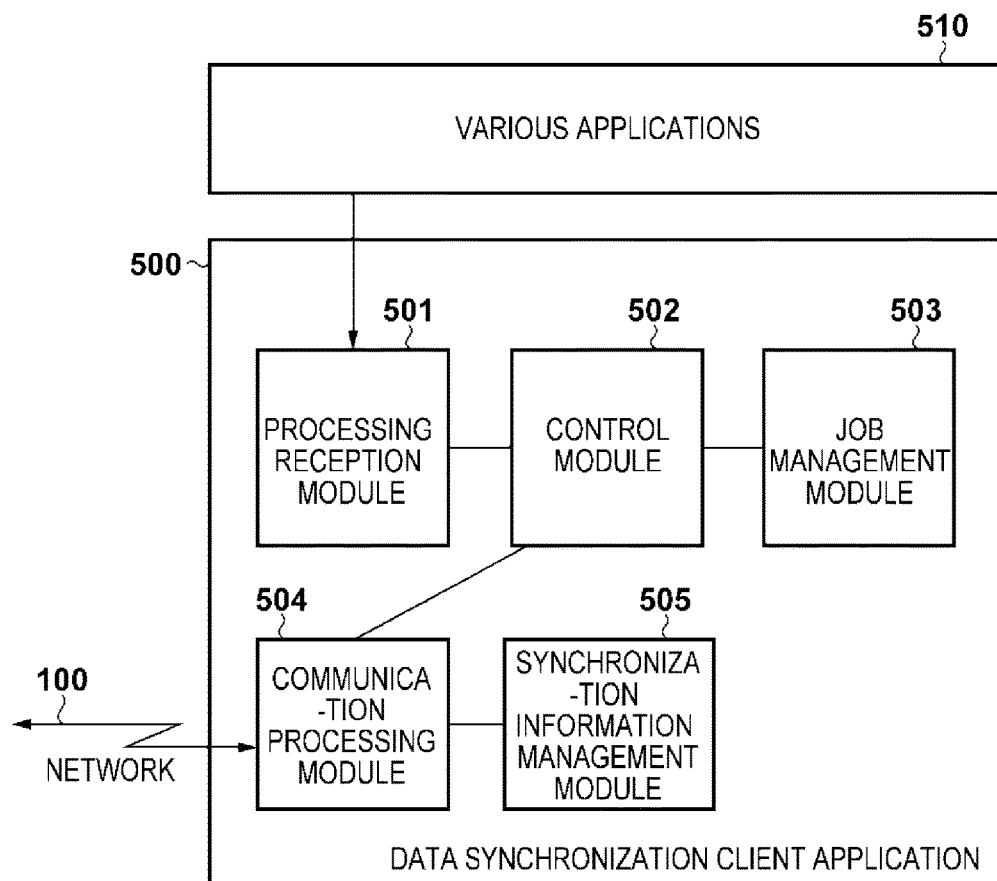 510
VARIOUS APPLICATIONS
500
501
502
503
PROCESSING
RECEPTION
MODULE
CONTROL
MODULE
JOB
MANAGEMENT
MODULE
504
505
COMMUNICA
-TION
PROCESSING
MODULE
SYNCHRONIZA
-TION
INFORMATION
MANAGEMENT
MODULE
100
NETWORK
DATA SYNCHRONIZATION CLIENT APPLICATION